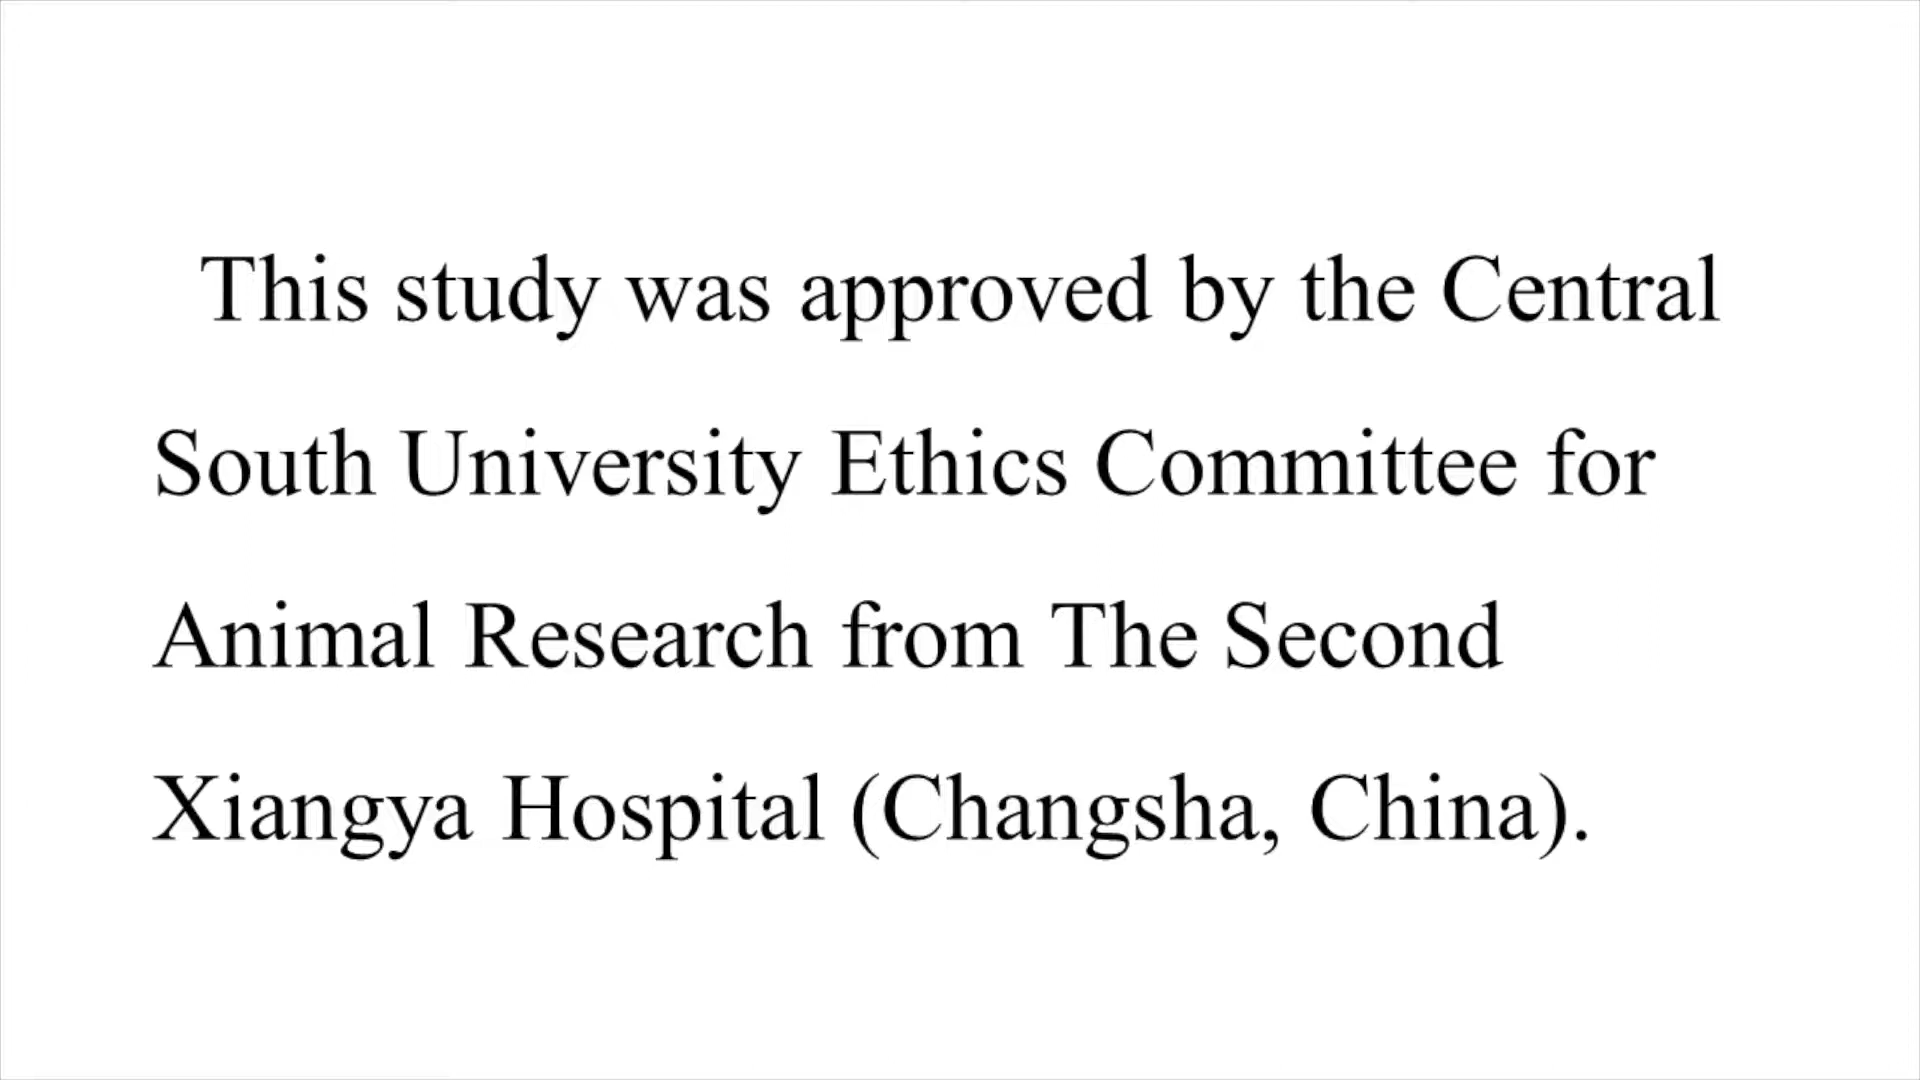 This study was approved by the Central
South University Ethics Committee for
Animal Research from The Second
Xiangya Hospital (Changsha, China).